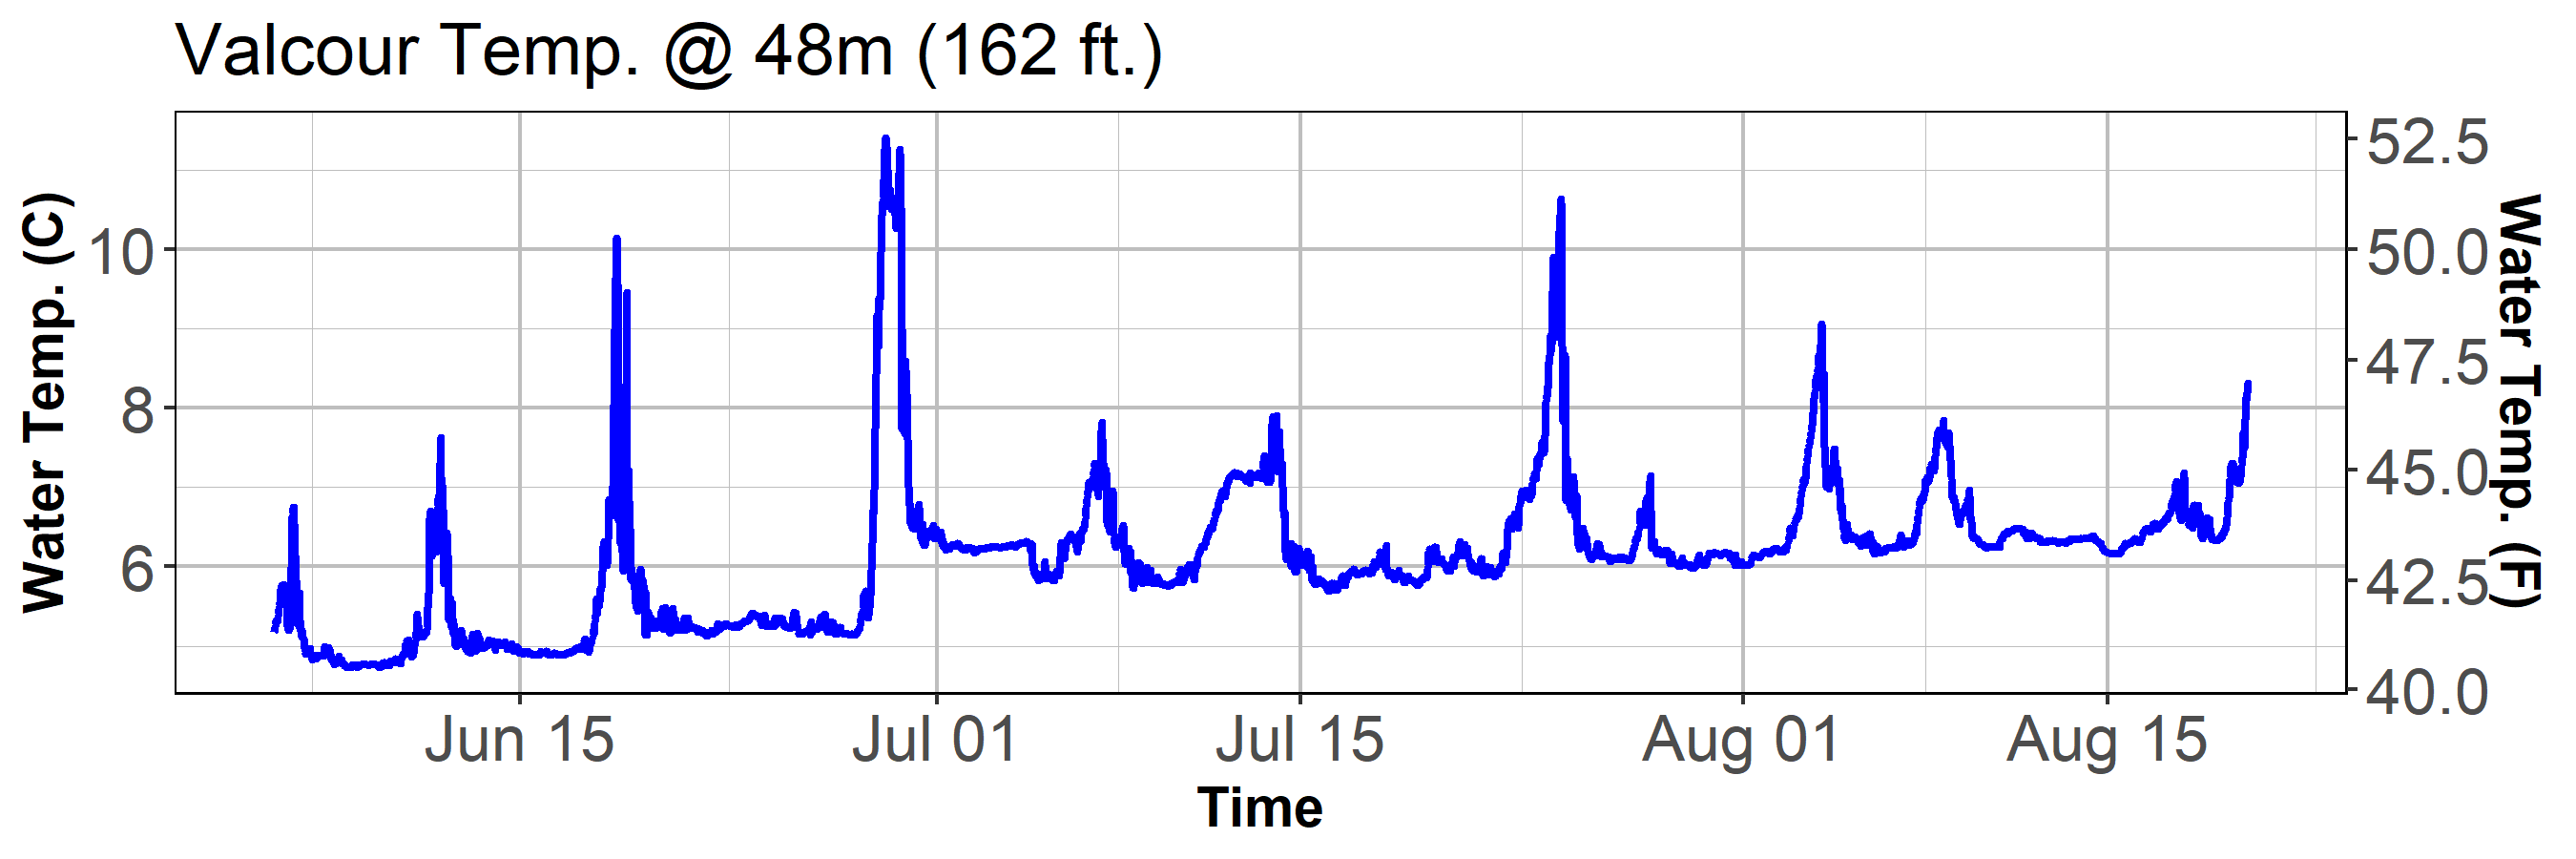 Valcour Temp. @ 48m (162 ft.)
Water Temp. (C)
10
8
6
52.5
50.0
47.5
45.0
42.5
40.0
Water Temp. (F)
Jun 15 Jul 01 Jul 15 Aug 01 Aug 15
Time